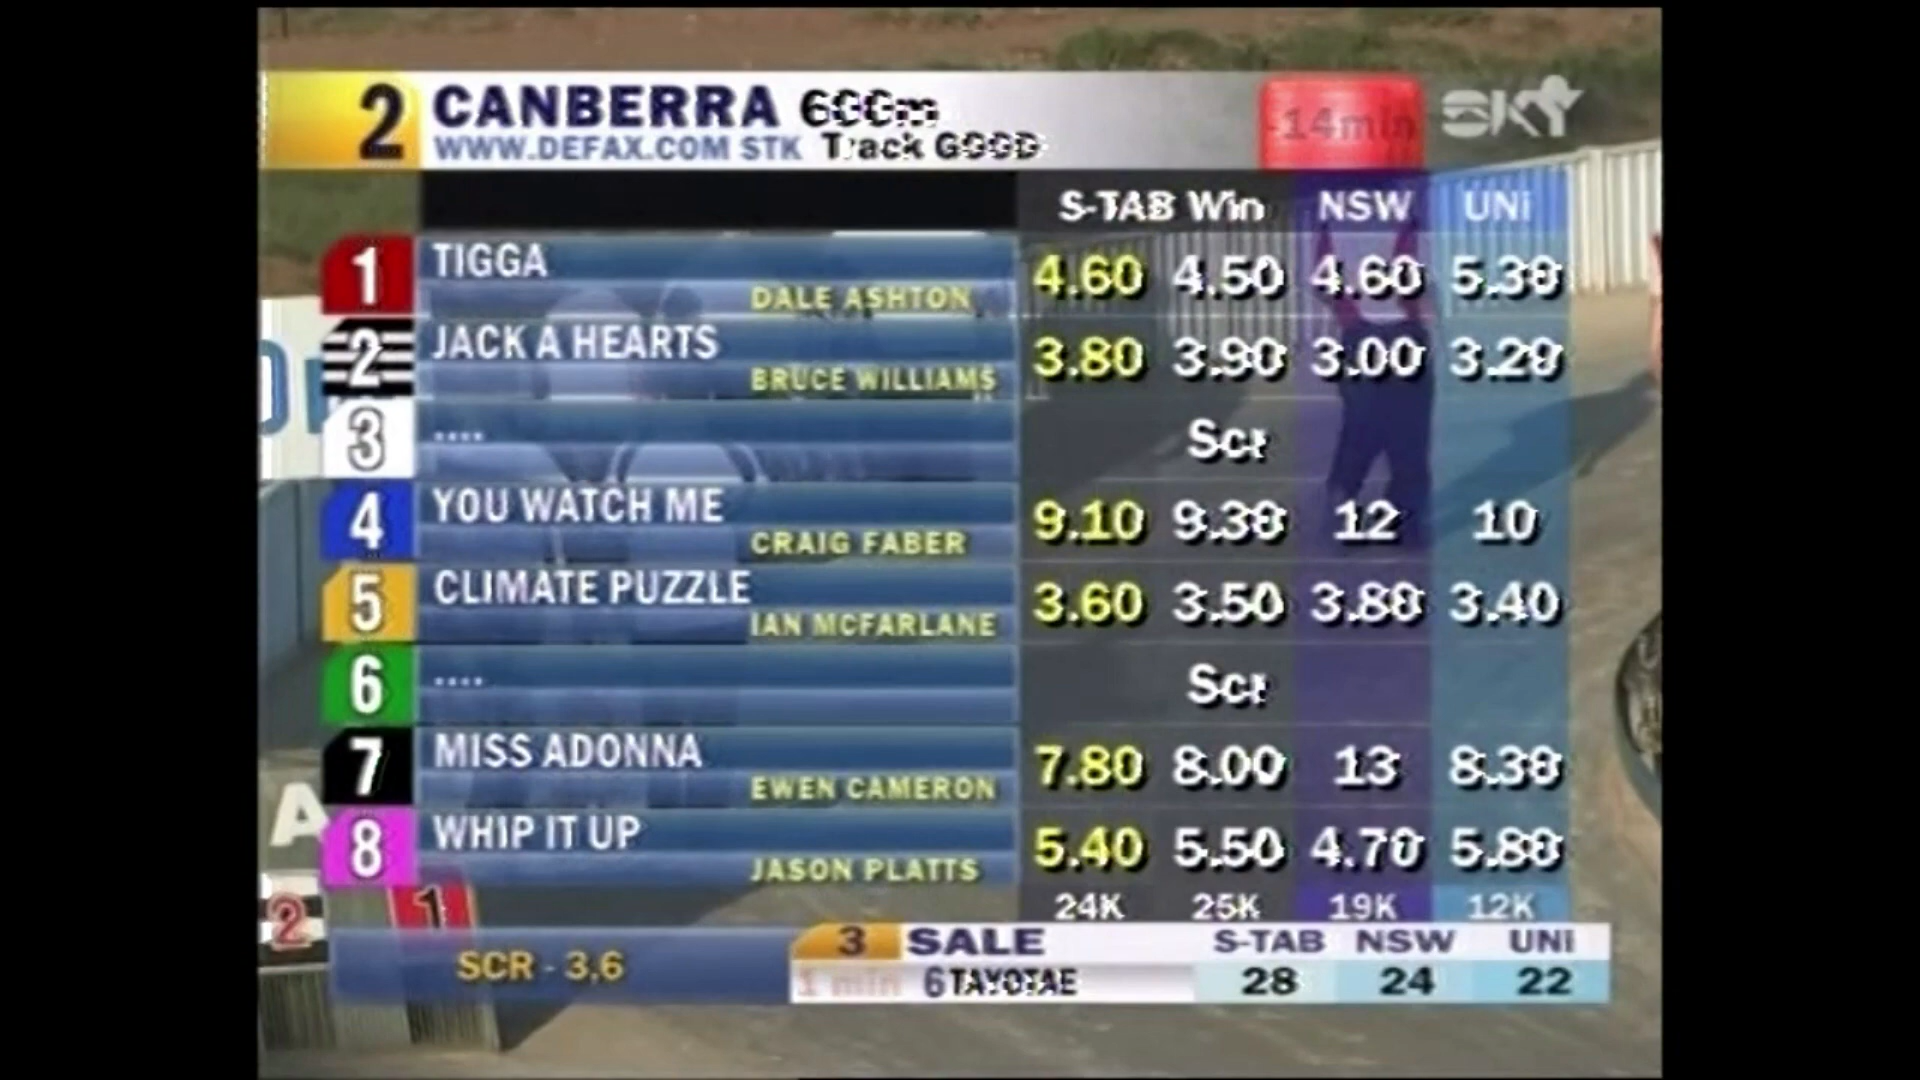 2 CANBERRA 600m -14min SKY
WWW.DEFAX.COM STK Track GOOD
S-TAB Win NSW UNi
1 TIGGA 4.60 4.50 4.60 5.30
DALE ASHTON
2 JACK A HEARTS 3.80 3.90 3.00 3.20
BRUCE WILLIAMS
3 .... Scr
4 YOU WATCH ME 9.10 9.30 12 10
CRAIG FABER
5 CLIMATE PUZZLE 3.60 3.50 3.80 3.40
IAN MCFARLANE
6 .... Scr
7 MISS ADONNA 7.80 8.00 13 8.30
EWEN CAMERON
A
8 WHIP IT UP 5.40 5.50 4.70 5.80
JASON PLATTS
2 1 24K 25K 19K 12K
SCR - 3,6
3 SALE S-TAB NSW UNi
1 min 6 TAYOTAE 28 24 22